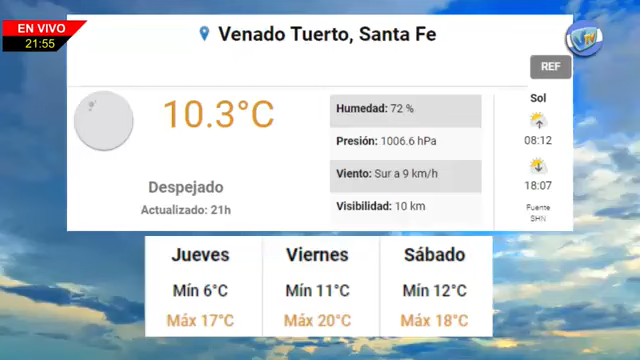 EN VIVO
21:55
Venado Tuerto, Santa Fe
VTV
REF
10.3°C
Despejado
Actualizado: 21h
Humedad: 72 %
Presión: 1006.6 hPa
Viento: Sur a 9 km/h
Visibilidad: 10 km
Sol
08:12
18:07
Fuente
SHN
Jueves
Mín 6°C
Máx 17°C
Viernes
Mín 11°C
Máx 20°C
Sábado
Mín 12°C
Máx 18°C